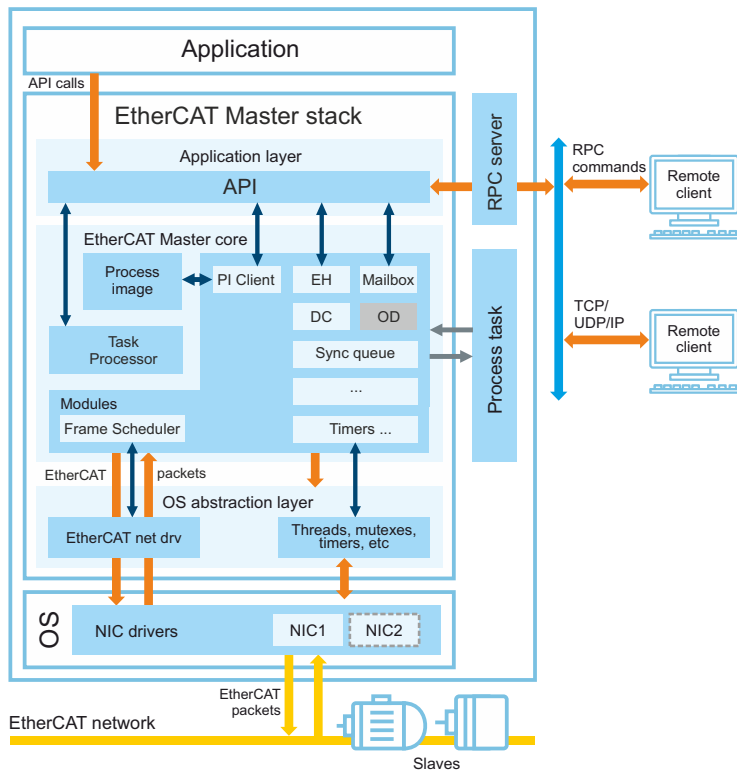 Application
API calls
EtherCAT Master stack
Application layer
API
RPC server
RPC
commands
Remote
client
EtherCAT Master core
Process
image
PI Client
EH
Mailbox
DC
OD
Task
Processor
Sync queue
...
Process task
TCP/
UDP/IP
Remote
client
Modules
Frame Scheduler
Timers ...
EtherCAT
packets
OS abstraction layer
EtherCAT net drv
Threads, mutexes,
timers, etc
OS
NIC drivers
NIC1
NIC2
EtherCAT
packets
EtherCAT network
Slaves